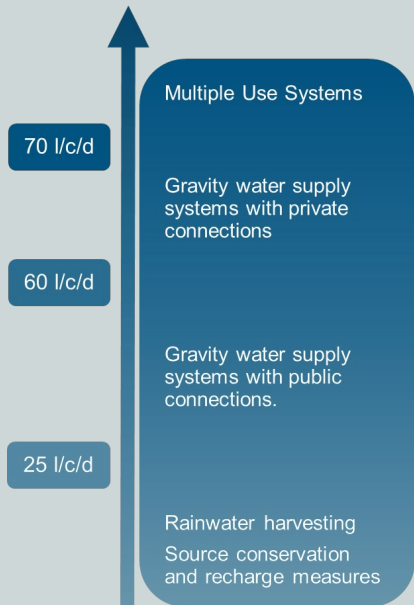 Multiple Use Systems
70 l/c/d
Gravity water supply
systems with private
connections
60 l/c/d
Gravity water supply
systems with public
connections.
25 l/c/d
Rainwater harvesting
Source conservation
and recharge measures